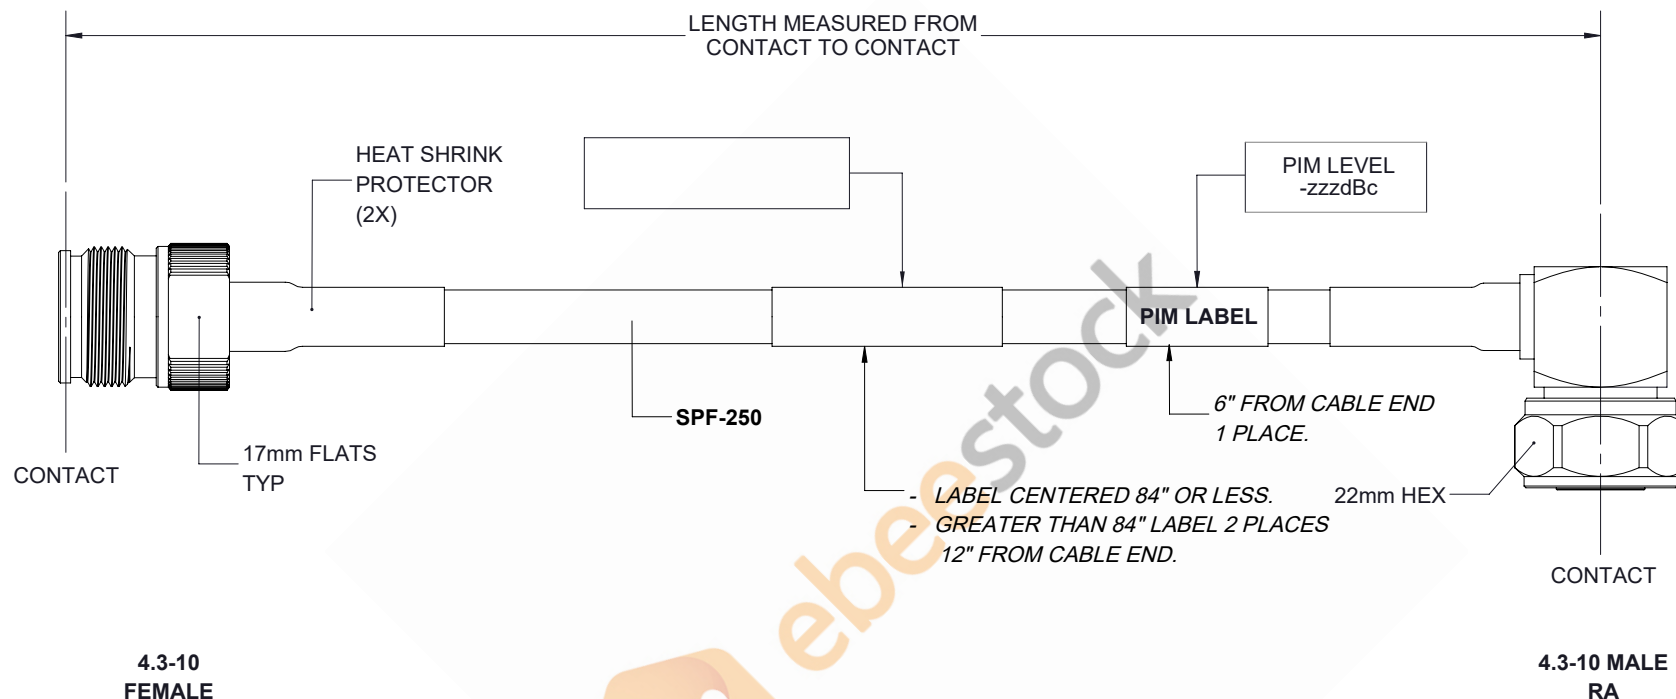 LENGTH MEASURED FROM
CONTACT TO CONTACT
HEAT SHRINK
PROTECTOR
(2X)
PIM LEVEL
-zzzdBc
PIM LABEL
SPF-250
6" FROM CABLE END
1 PLACE.
17mm FLATS
TYP
CONTACT
- LABEL CENTERED 84" OR LESS.
- GREATER THAN 84" LABEL 2 PLACES
12" FROM CABLE END.
22mm HEX
CONTACT
4.3-10
FEMALE
4.3-10 MALE
RA
ebeestock